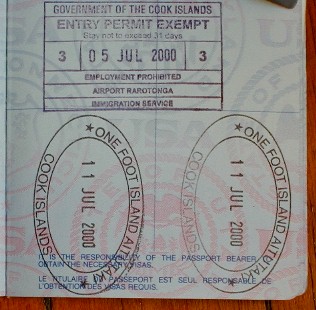 GOVERNMENT OF THE COOK ISLANDS
ENTRY PERMIT EXEMPT
Stay not to exceed 31 days
3 05 JUL 2000 3
EMPLOYMENT PROHIBITED
AIRPORT RAROTONGA
IMMIGRATION SERVICE
★ ONE FOOT ISLAND AITUTAKI
COOK ISLANDS
11 JUL 2000
★ ONE FOOT ISLAND AITUTAKI
COOK ISLANDS
11 JUL 2000
IT IS THE RESPONSIBILITY OF THE PASSPORT BEARER
OBTAIN THE NECESSARY VISAS.
LE TITULAIRE PASSEPORT EST SEUL RESPONSABLE DE
L'OBTENTION DES VISAS REQUIS.